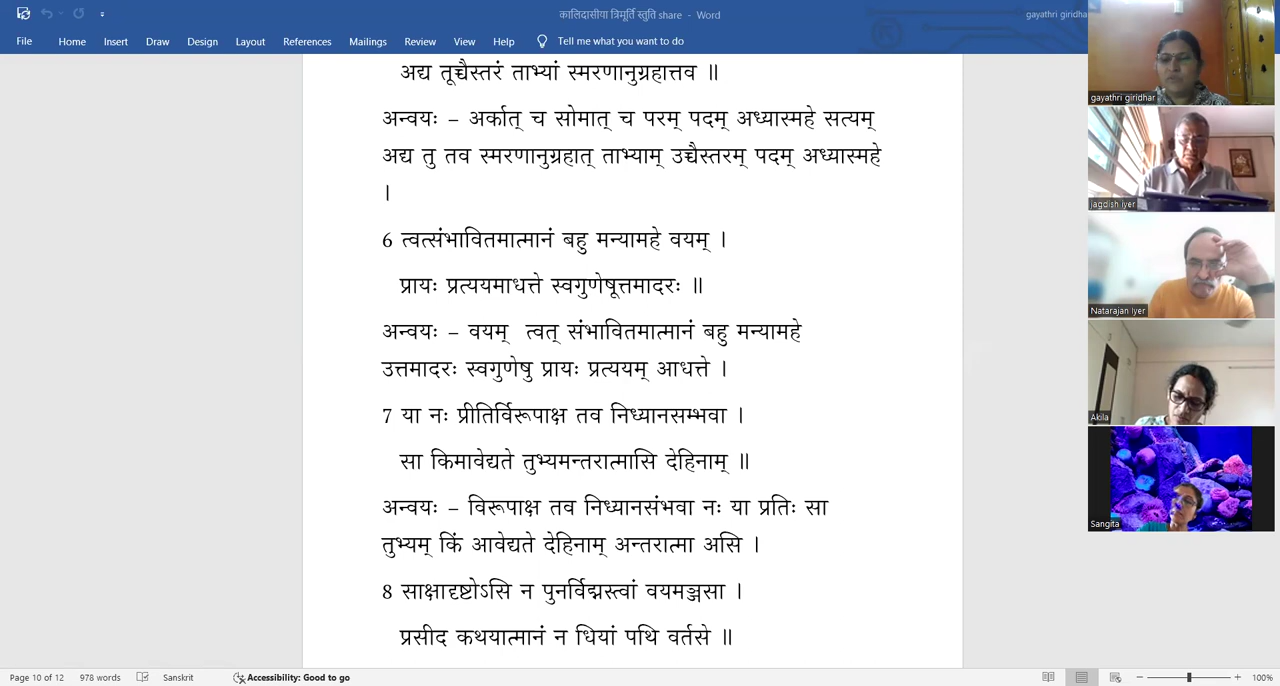 कालिदासीया त्रिमूर्ति स्तुति share - Word
gayathri giridha
File Home Insert Draw Design Layout References Mailings Review View Help Tell me what you want to do
अद्य तूच्चैस्तरं ताभ्यां स्मरणानुग्रहात्तव ॥
अन्वयः – अर्कात् च सोमात् च परम् पदम् अध्यास्महे सत्यम्
अद्य तु तव स्मरणानुग्रहात् ताभ्याम् उच्चैस्तरम् पदम् अध्यास्महे
।
6 त्वत्संभावितमात्मानं बहु मन्यामहे वयम् ।
प्रायः प्रत्ययमाधत्ते स्वगुणेषूत्तमादरः ॥
अन्वयः – वयम् त्वत् संभावितमात्मानं बहु मन्यामहे
उत्तमादरः स्वगुणेषु प्रायः प्रत्ययम् आधत्ते ।
7 या नः प्रीतिर्विरूपाक्ष तव निध्यानसम्भवा ।
सा किमावेद्यते तुभ्यमन्तरात्मासि देहिनाम् ॥
अन्वयः – विरूपाक्ष तव निध्यानसंभवा नः या प्रतिः सा
तुभ्यम् किं आवेद्यते देहिनाम् अन्तरात्मा असि ।
8 साक्षादृष्टोऽसि न पुनर्विद्मस्त्वां वयमञ्जसा ।
प्रसीद कथयात्मानं न धियां पथि वर्तसे ॥
gayathri giridhar
jagdish iyer
Natarajan Iyer
Akila
Sangita
Page 10 of 12 978 words Sanskrit Accessibility: Good to go 100%